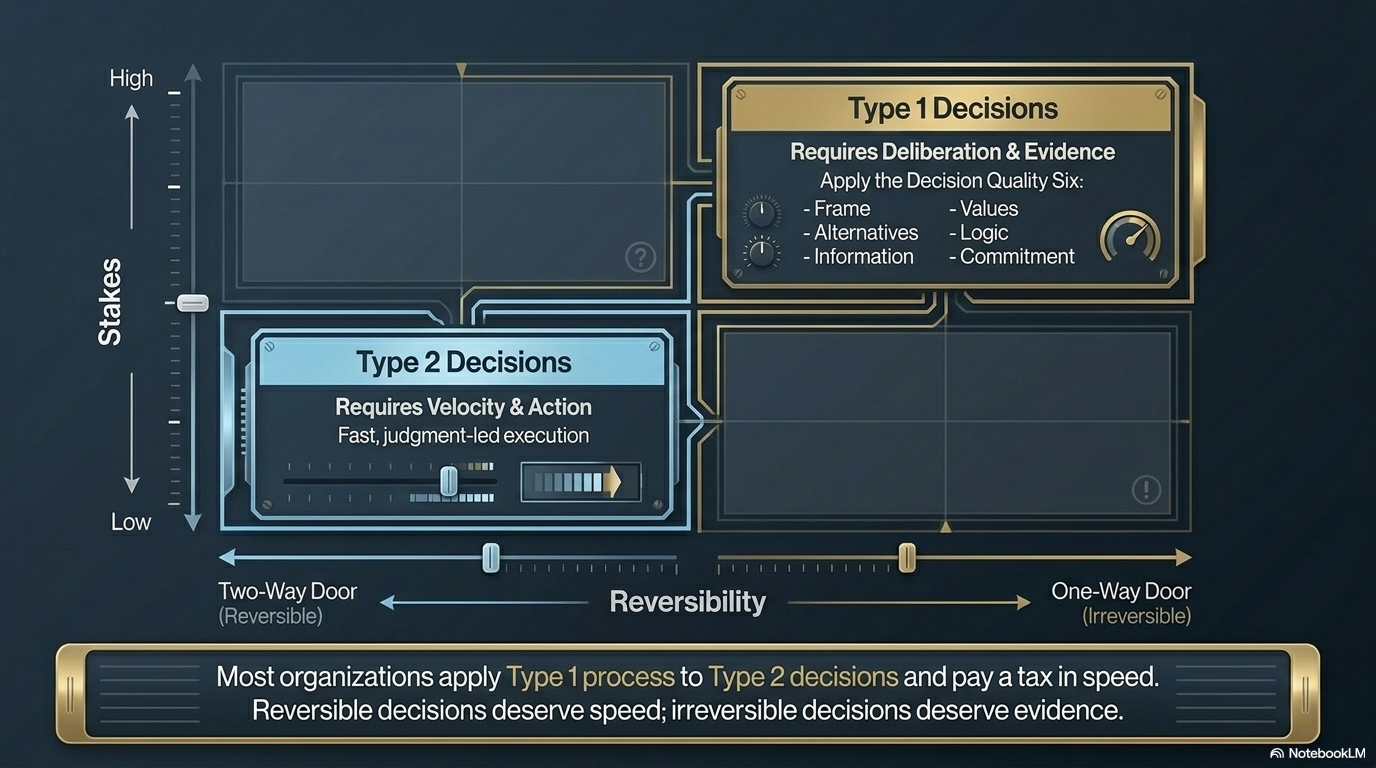 High
Stakes
Low
Type 1 Decisions
Requires Deliberation & Evidence
Apply the Decision Quality Six:
- Frame
- Alternatives
- Information
- Values
- Logic
- Commitment
?
Type 2 Decisions
Requires Velocity & Action
Fast, judgment-led execution
!
Two-Way Door
(Reversible)
Reversibility
One-Way Door
(Irreversible)
Most organizations apply Type 1 process to Type 2 decisions and pay a tax in speed.
Reversible decisions deserve speed; irreversible decisions deserve evidence.
NotebookLM